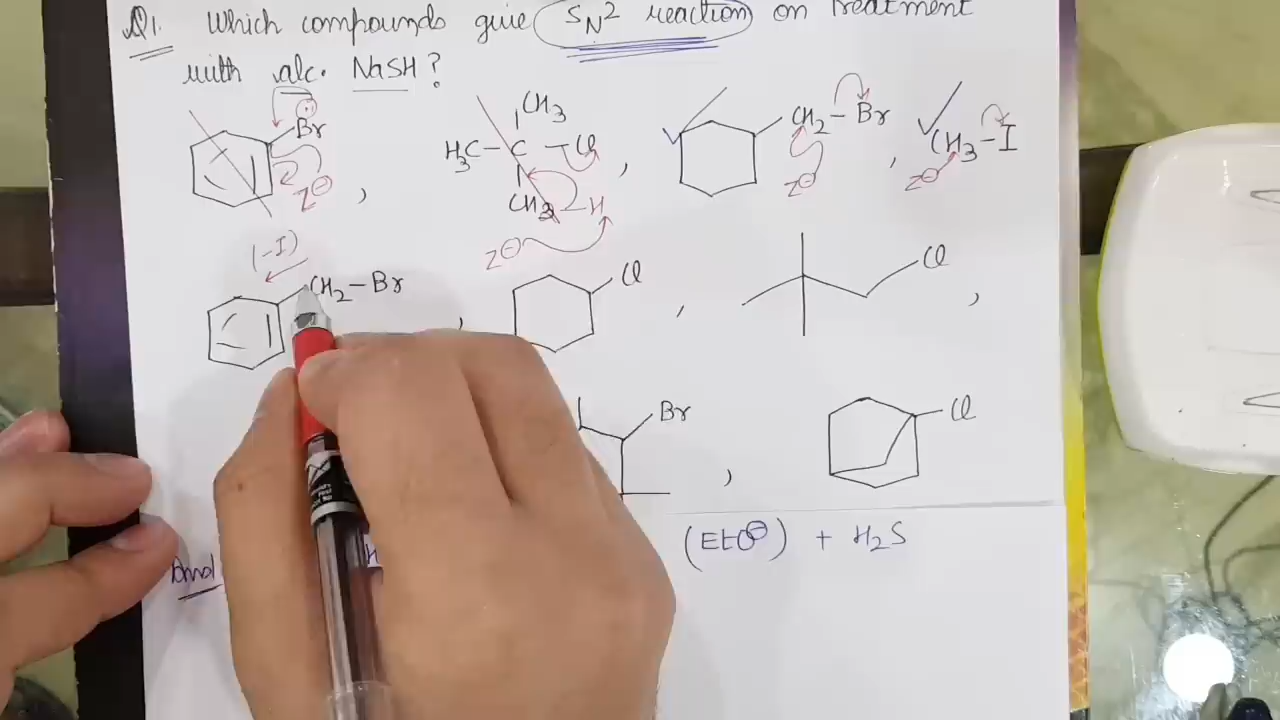 Q1. Which compounds give SN2 reaction on treatment
with alc. NaSH?
Br
Z⊖
,
CH3
H3C-C-Cl
CH3 H
Z⊖
,
CH2-Br
Z⊖
,
CH3-I
Z⊖
(-I)
CH2-Br
,
Cl
,
Cl
,
Br
,
Cl
(EtO⊖) + H2S